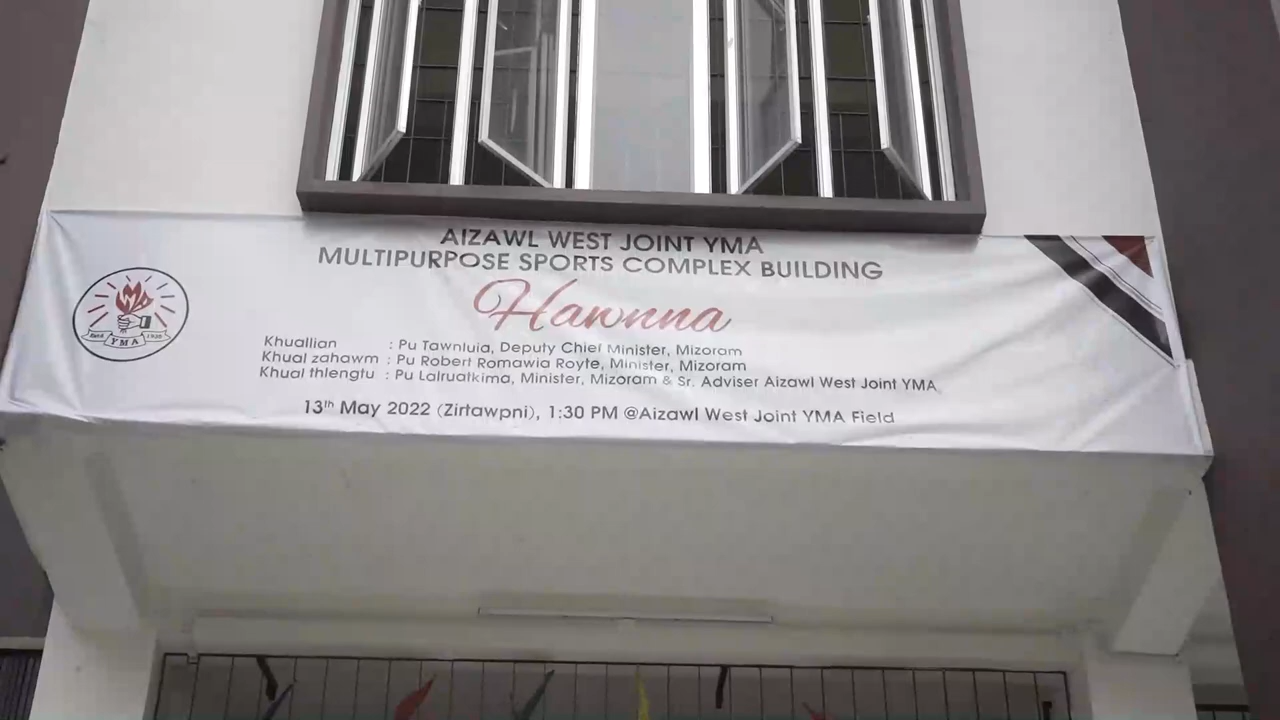 AIZAWL WEST JOINT YMA
MULTIPURPOSE SPORTS COMPLEX BUILDING
Hawnna
Khuallian : Pu Tawnluia, Deputy Chief Minister, Mizoram
Khual zahawm : Pu Robert Romawia Royte, Minister, Mizoram
Khual thlengtu : Pu Lalruatkima, Minister, Mizoram & Sr. Adviser Aizawl West Joint YMA
13th May 2022 (Zirtawpni), 1:30 PM @Aizawl West Joint YMA Field
YMA